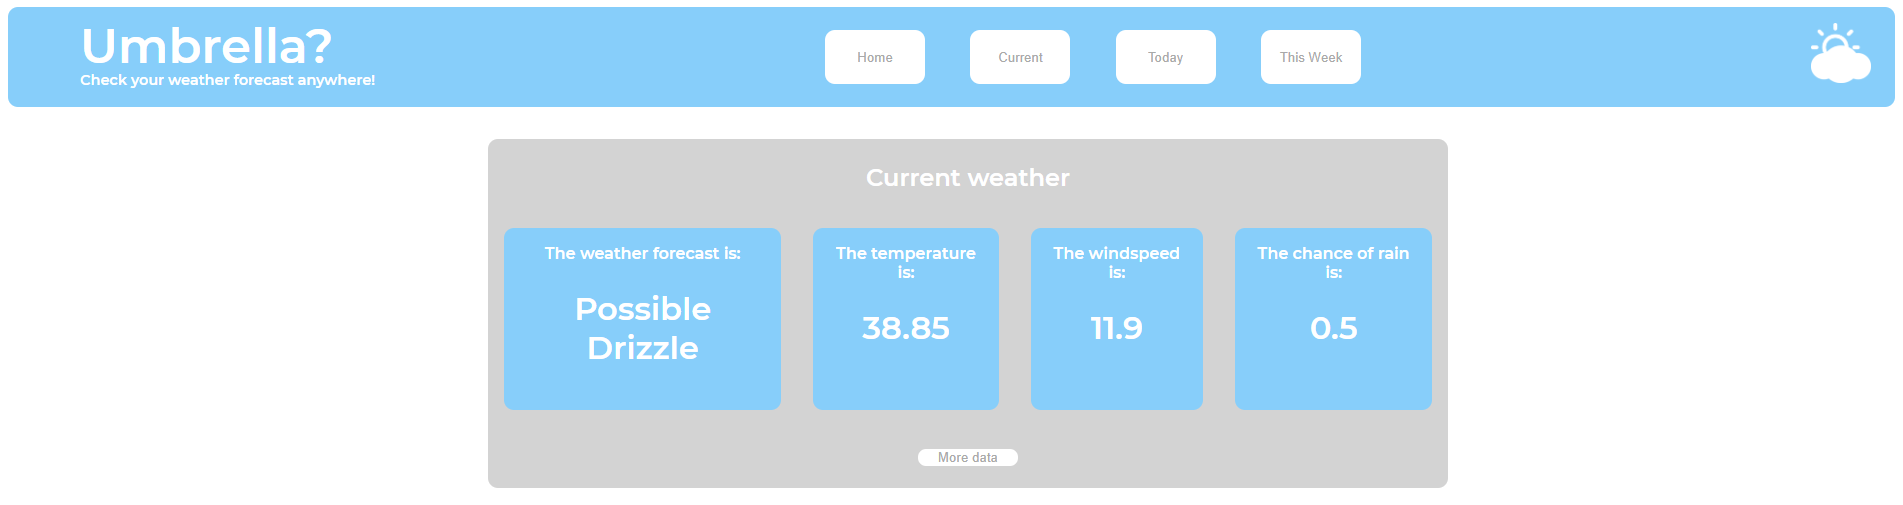 Umbrella?
Check your weather forecast anywhere!
Home
Current
Today
This Week
Current weather
The weather forecast is:
Possible
Drizzle
The temperature
is:
38.85
The windspeed
is:
11.9
The chance of rain
is:
0.5
More data